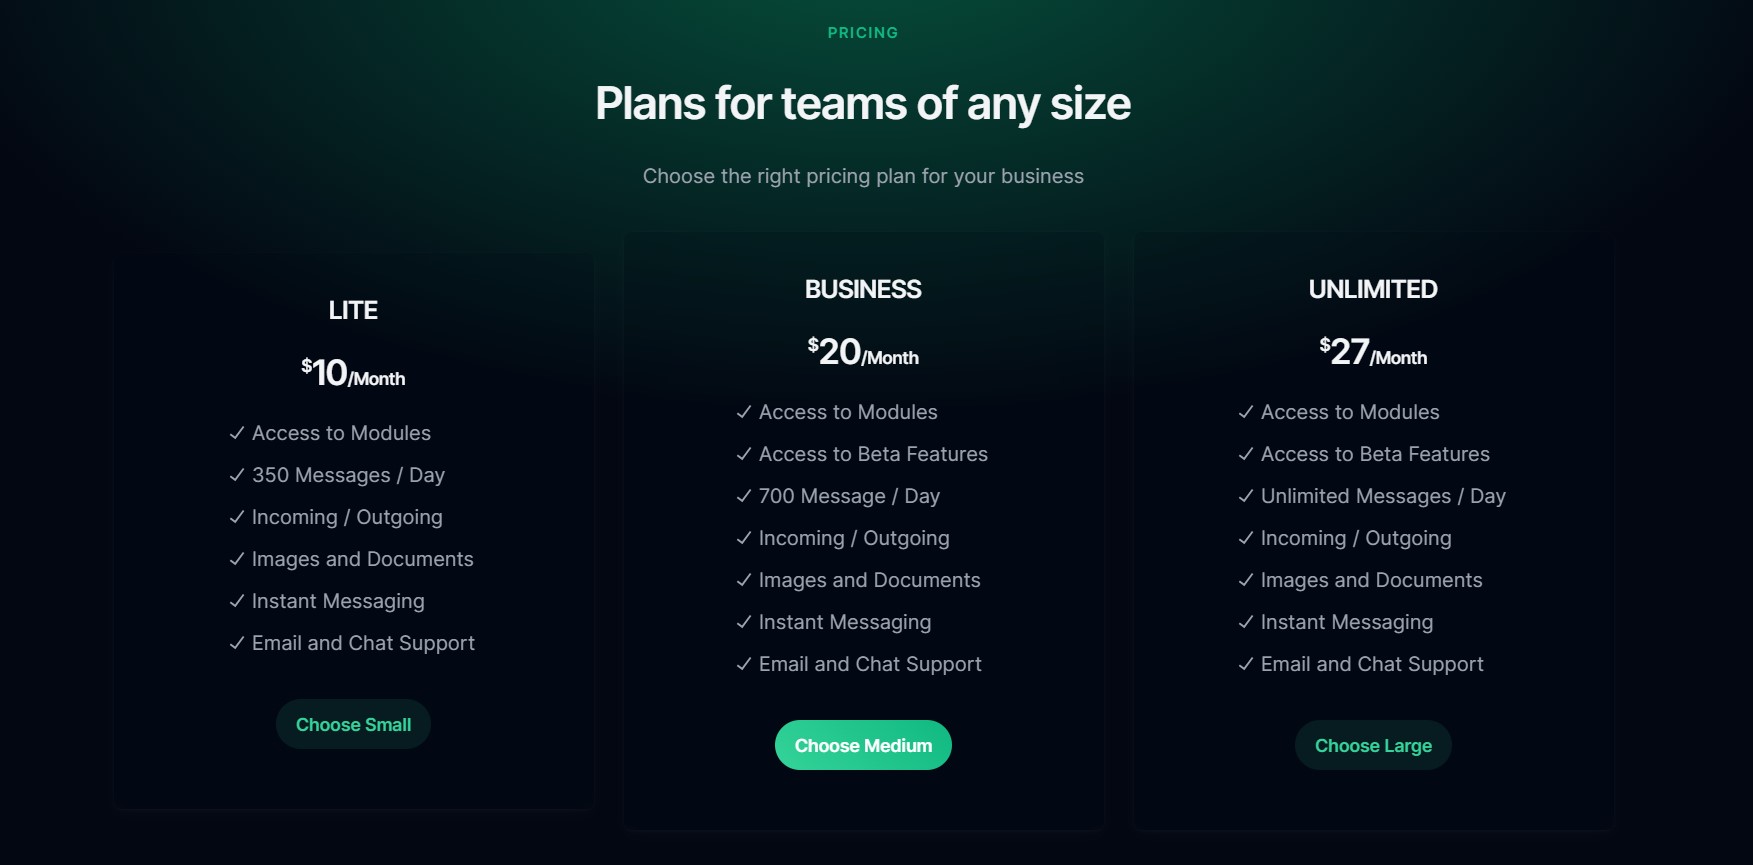 PRICING
Plans for teams of any size
Choose the right pricing plan for your business
LITE
$10/Month
Access to Modules
350 Messages / Day
Incoming / Outgoing
Images and Documents
Instant Messaging
Email and Chat Support
Choose Small
BUSINESS
$20/Month
Access to Modules
Access to Beta Features
700 Message / Day
Incoming / Outgoing
Images and Documents
Instant Messaging
Email and Chat Support
Choose Medium
UNLIMITED
$27/Month
Access to Modules
Access to Beta Features
Unlimited Messages / Day
Incoming / Outgoing
Images and Documents
Instant Messaging
Email and Chat Support
Choose Large